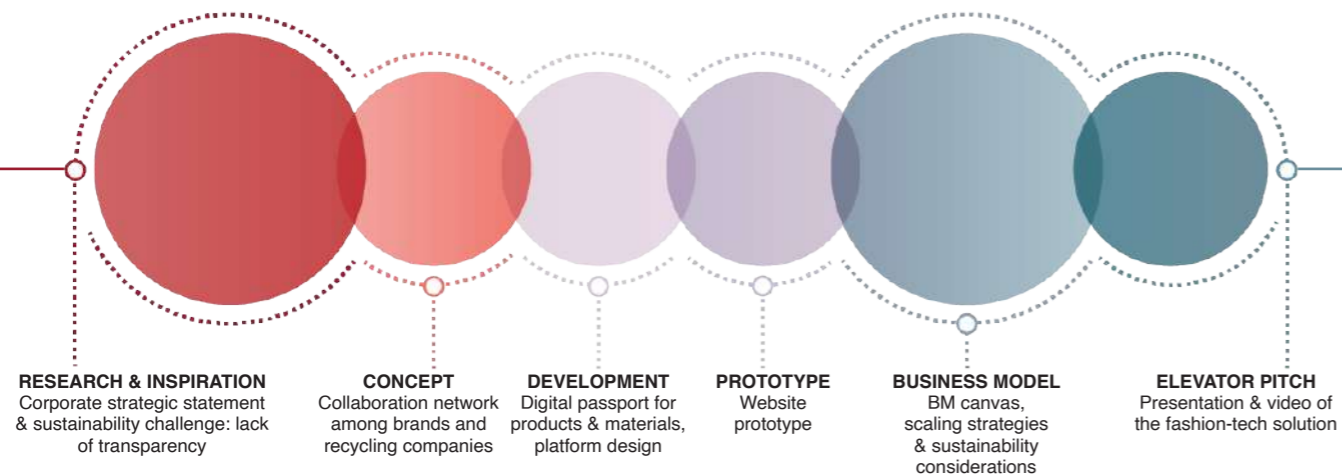 RESEARCH & INSPIRATION
Corporate strategic statement
& sustainability challenge: lack
of transparency
CONCEPT
Collaboration network
among brands and
recycling companies
DEVELOPMENT
Digital passport for
products & materials,
platform design
PROTOTYPE
Website
prototype
BUSINESS MODEL
BM canvas,
scaling strategies
& sustainability
considerations
ELEVATOR PITCH
Presentation & video of
the fashion-tech solution